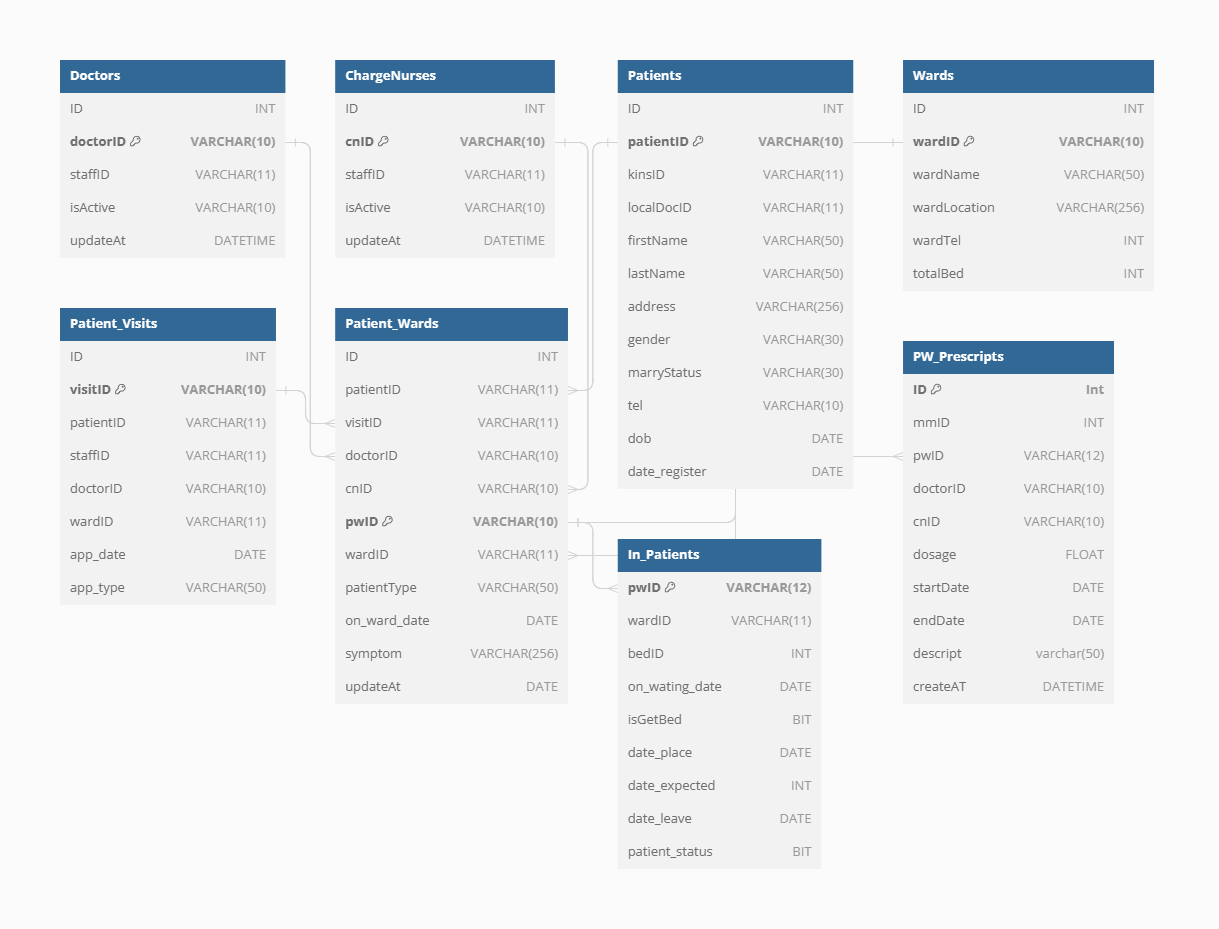 Doctors
ID INT
doctorID VARCHAR(10)
staffID VARCHAR(11)
isActive VARCHAR(10)
updateAt DATETIME
ChargeNurses
ID INT
cnID VARCHAR(10)
staffID VARCHAR(11)
isActive VARCHAR(10)
updateAt DATETIME
Patients
ID INT
patientID VARCHAR(10)
kinsID VARCHAR(11)
localDocID VARCHAR(11)
firstName VARCHAR(50)
lastName VARCHAR(50)
address VARCHAR(256)
gender VARCHAR(30)
marryStatus VARCHAR(30)
tel VARCHAR(10)
dob DATE
date_register DATE
Wards
ID INT
wardID VARCHAR(10)
wardName VARCHAR(50)
wardLocation VARCHAR(256)
wardTel INT
totalBed INT
Patient_Visits
ID INT
visitID VARCHAR(10)
patientID VARCHAR(11)
staffID VARCHAR(11)
doctorID VARCHAR(10)
wardID VARCHAR(11)
app_date DATE
app_type VARCHAR(50)
Patient_Wards
ID INT
patientID VARCHAR(11)
visitID VARCHAR(11)
doctorID VARCHAR(10)
cnID VARCHAR(10)
pwID VARCHAR(10)
wardID VARCHAR(11)
patientType VARCHAR(50)
on_ward_date DATE
symptom VARCHAR(256)
updateAt DATE
In_Patients
pwID VARCHAR(12)
wardID VARCHAR(11)
bedID INT
on_wating_date DATE
isGetBed BIT
date_place DATE
date_expected INT
date_leave DATE
patient_status BIT
PW_Prescripts
ID Int
mmID INT
pwID VARCHAR(12)
doctorID VARCHAR(10)
cnID VARCHAR(10)
dosage FLOAT
startDate DATE
endDate DATE
descript varchar(50)
createAT DATETIME